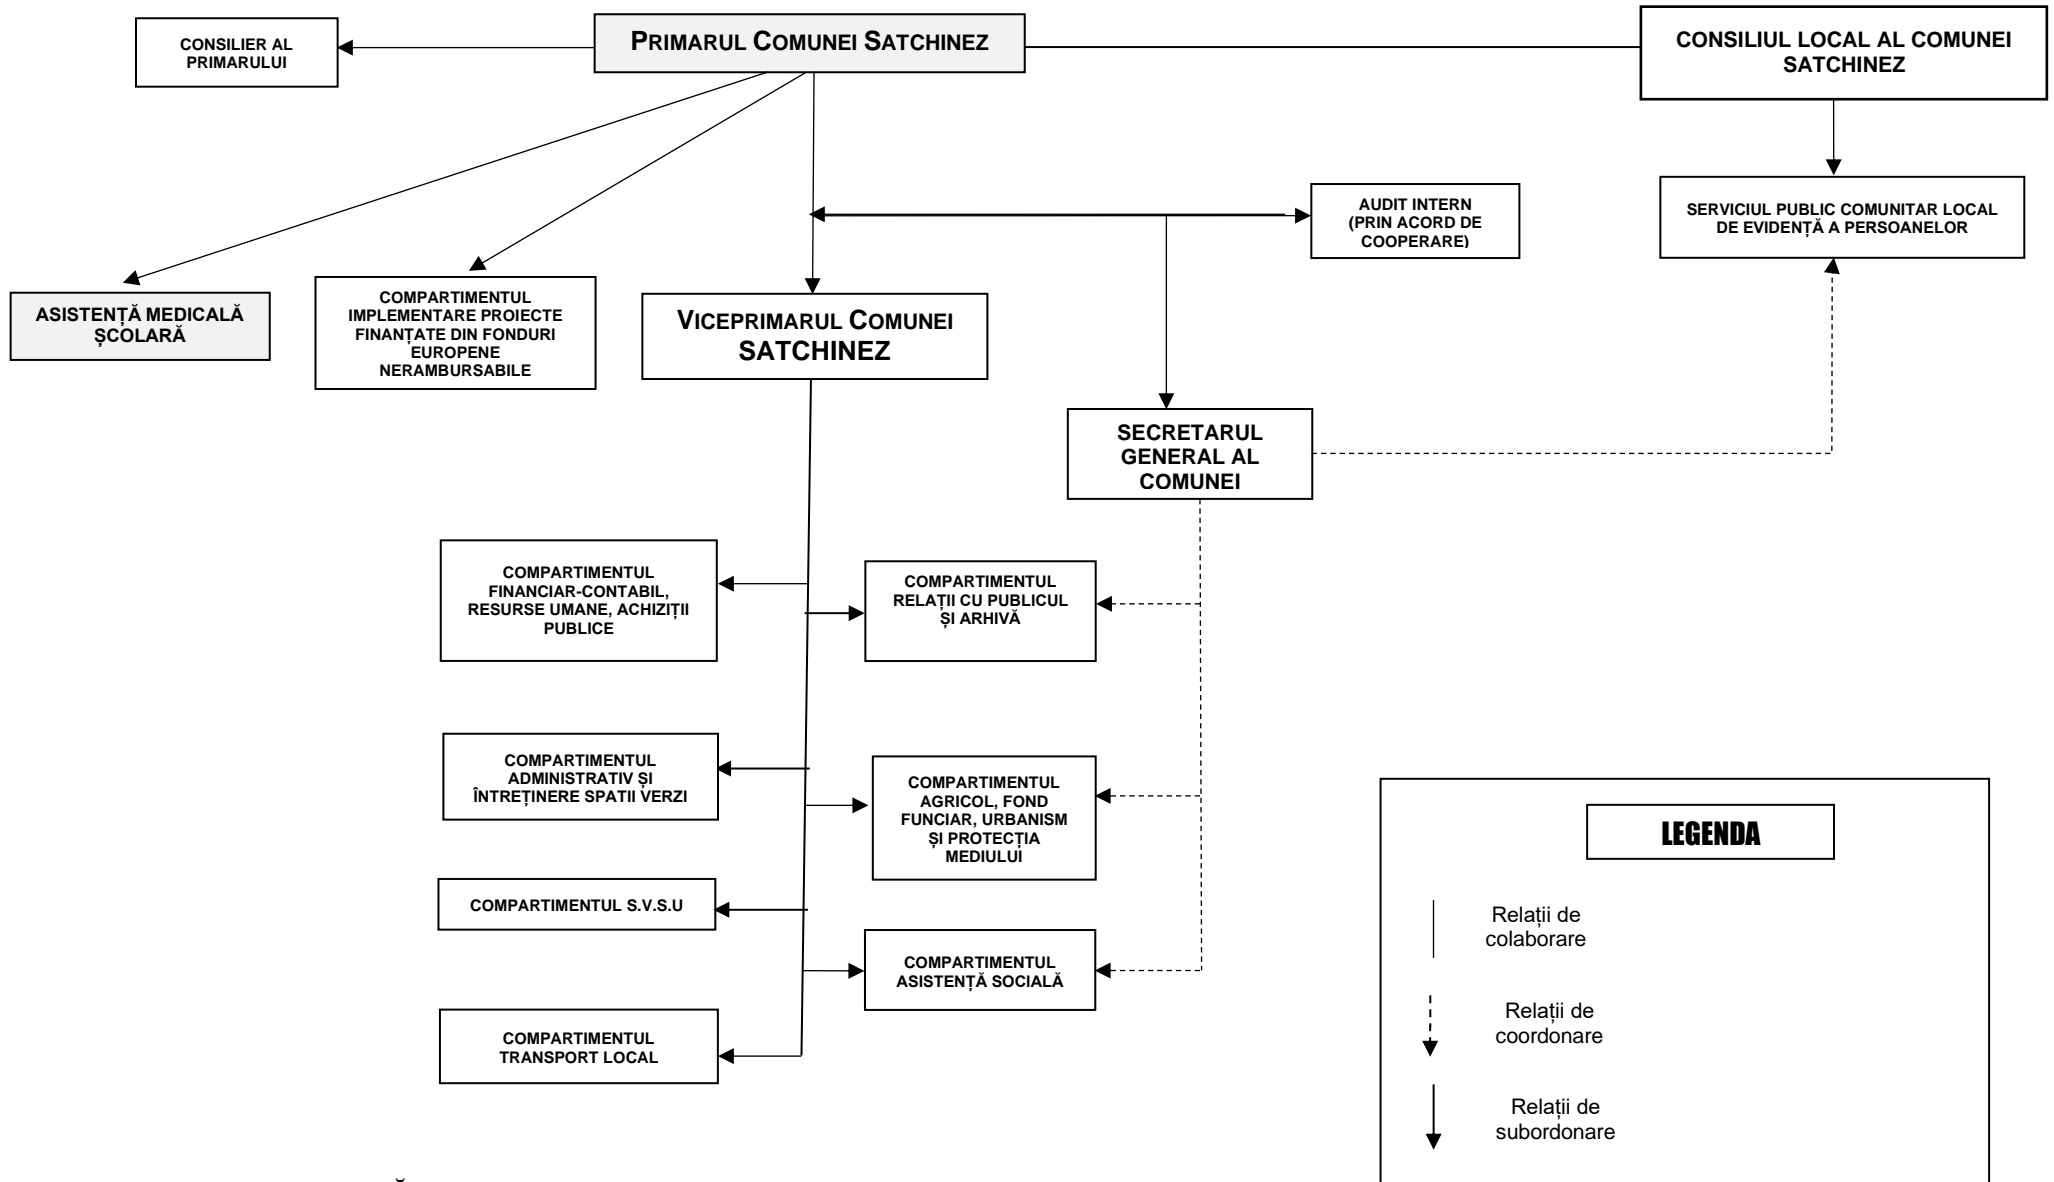 CONSILIER AL
PRIMARULUI
PRIMARUL COMUNEI SATCHINEZ
CONSILIUL LOCAL AL COMUNEI
SATCHINEZ
AUDIT INTERN
(PRIN ACORD DE
COOPERARE)
SERVICIUL PUBLIC COMUNITAR LOCAL
DE EVIDENȚĂ A PERSOANELOR
ASISTENȚĂ MEDICALĂ
ȘCOLARĂ
COMPARTIMENTUL
IMPLEMENTARE PROIECTE
FINANȚATE DIN FONDURI
EUROPENE
NERAMBURSABILE
VICEPRIMARUL COMUNEI
SATCHINEZ
SECRETARUL
GENERAL AL
COMUNEI
COMPARTIMENTUL
FINANCIAR-CONTABIL,
RESURSE UMANE, ACHIZIȚII
PUBLICE
COMPARTIMENTUL
RELAȚII CU PUBLICUL
ȘI ARHIVĂ
COMPARTIMENTUL
ADMINISTRATIV ȘI
ÎNTREȚINERE SPATII VERZI
COMPARTIMENTUL
AGRICOL, FOND
FUNCIAR, URBANISM
ȘI PROTECȚIA
MEDIULUI
COMPARTIMENTUL S.V.S.U
COMPARTIMENTUL
ASISTENȚĂ SOCIALĂ
COMPARTIMENTUL
TRANSPORT LOCAL
LEGENDA
Relații de
colaborare
Relații de
coordonare
Relații de
subordonare